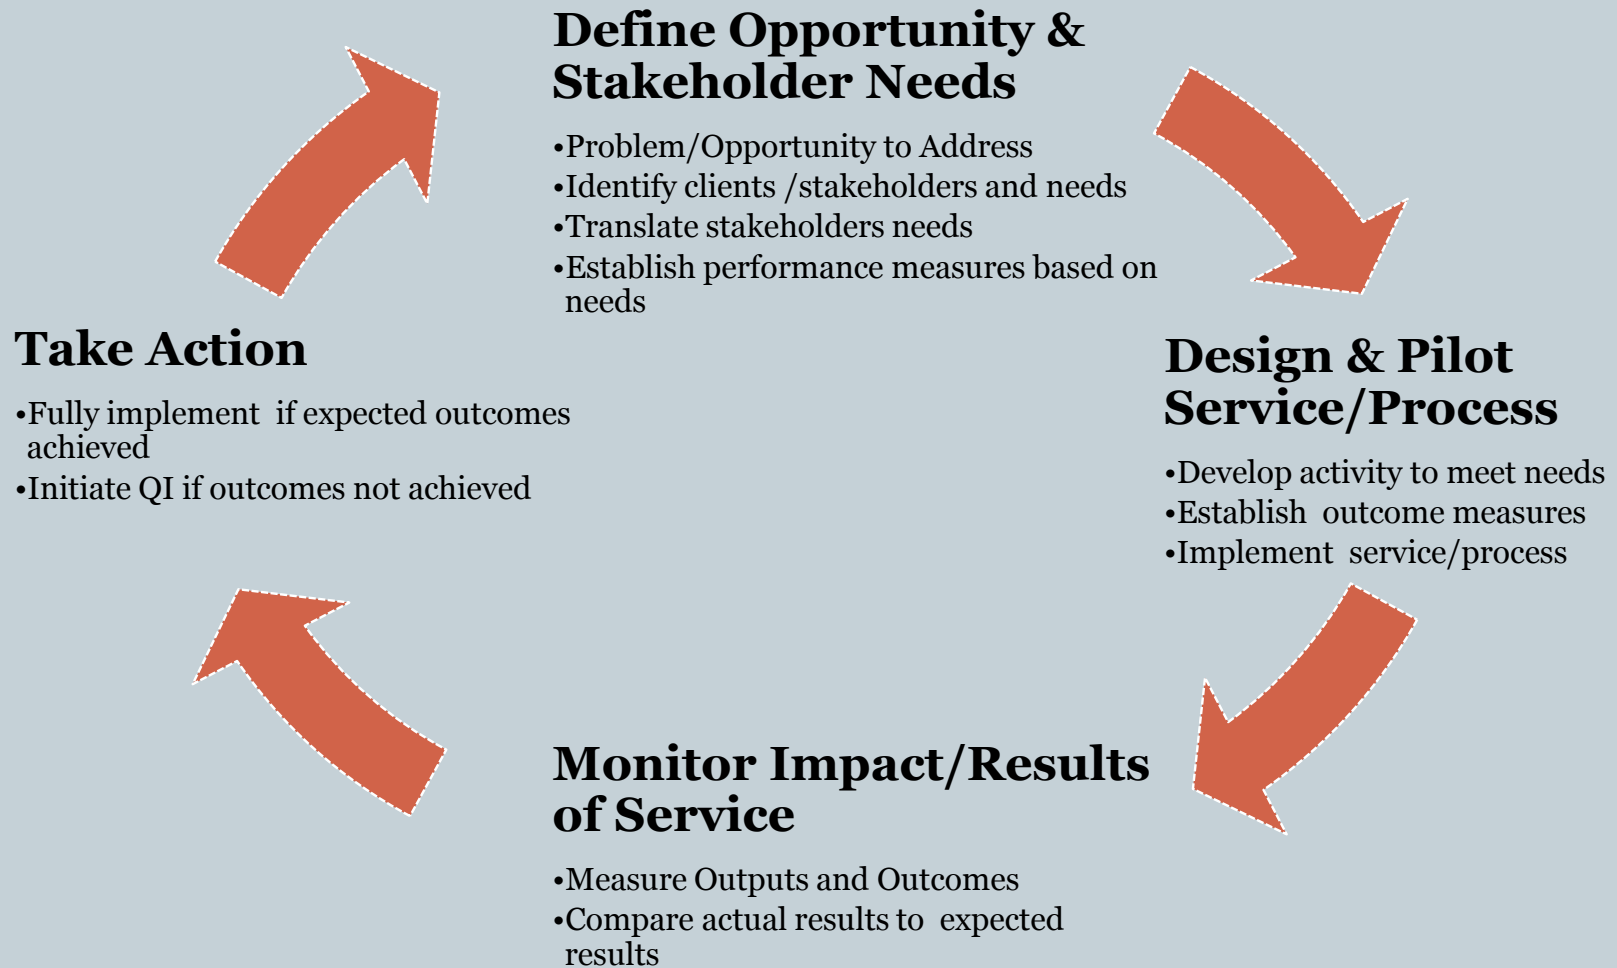 Define Opportunity &
Stakeholder Needs
•Problem/Opportunity to Address
•Identify clients /stakeholders and needs
•Translate stakeholders needs
•Establish performance measures based on
needs
Design & Pilot
Service/Process
•Develop activity to meet needs
•Establish  outcome measures
•Implement  service/process
Monitor Impact/Results
of Service
•Measure Outputs and Outcomes
•Compare actual results to  expected
results
Take Action
•Fully implement  if expected outcomes
achieved
•Initiate QI if outcomes not achieved